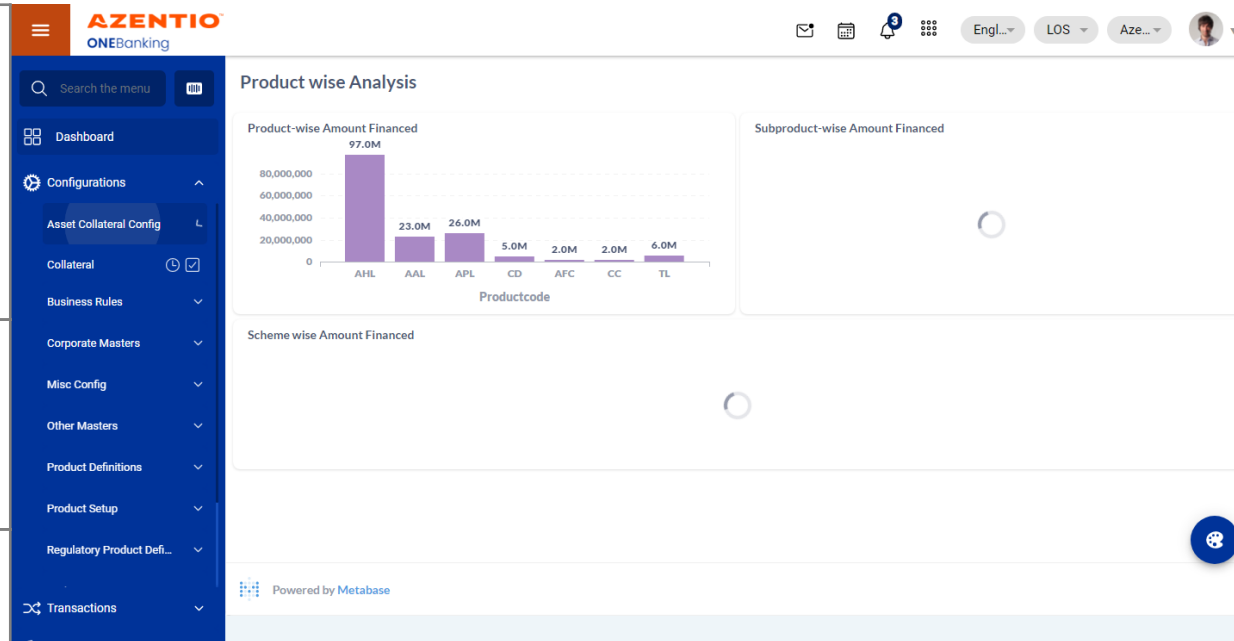 AZENTIO
ONEBanking
3
Engl...
LOS
Aze...
Search the menu
Dashboard
Configurations
Asset Collateral Config
Collateral
Business Rules
Corporate Masters
Misc Config
Other Masters
Product Definitions
Product Setup
Regulatory Product Defi...
Transactions
Product wise Analysis
Product-wise Amount Financed
97.0M
80,000,000
60,000,000
40,000,000
20,000,000
0
23.0M
26.0M
5.0M
2.0M
2.0M
6.0M
AHL AAL APL CD AFC CC TL
Productcode
Subproduct-wise Amount Financed
Scheme wise Amount Financed
Powered by Metabase